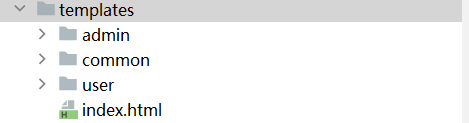 templates
admin
common
user
index.html